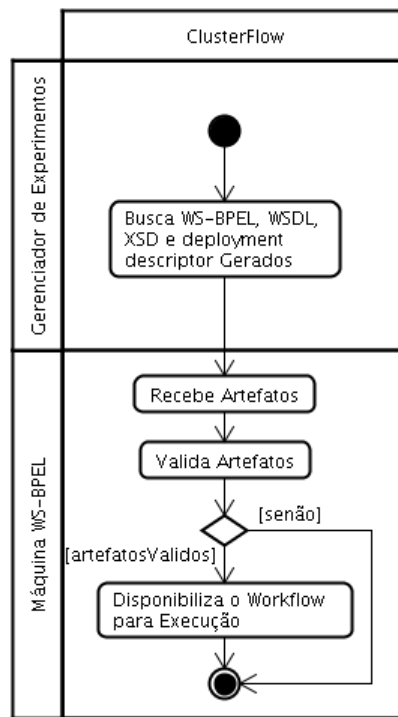 ClusterFlow
Gerenciador de Experimentos
Busca WS-BPEL, WSDL,
XSD e deployment
descriptor Gerados
Máquina WS-BPEL
Recebe Artefatos
Valida Artefatos
[senão]
[artefatosValidos]
Disponibiliza o Workflow
para Execução